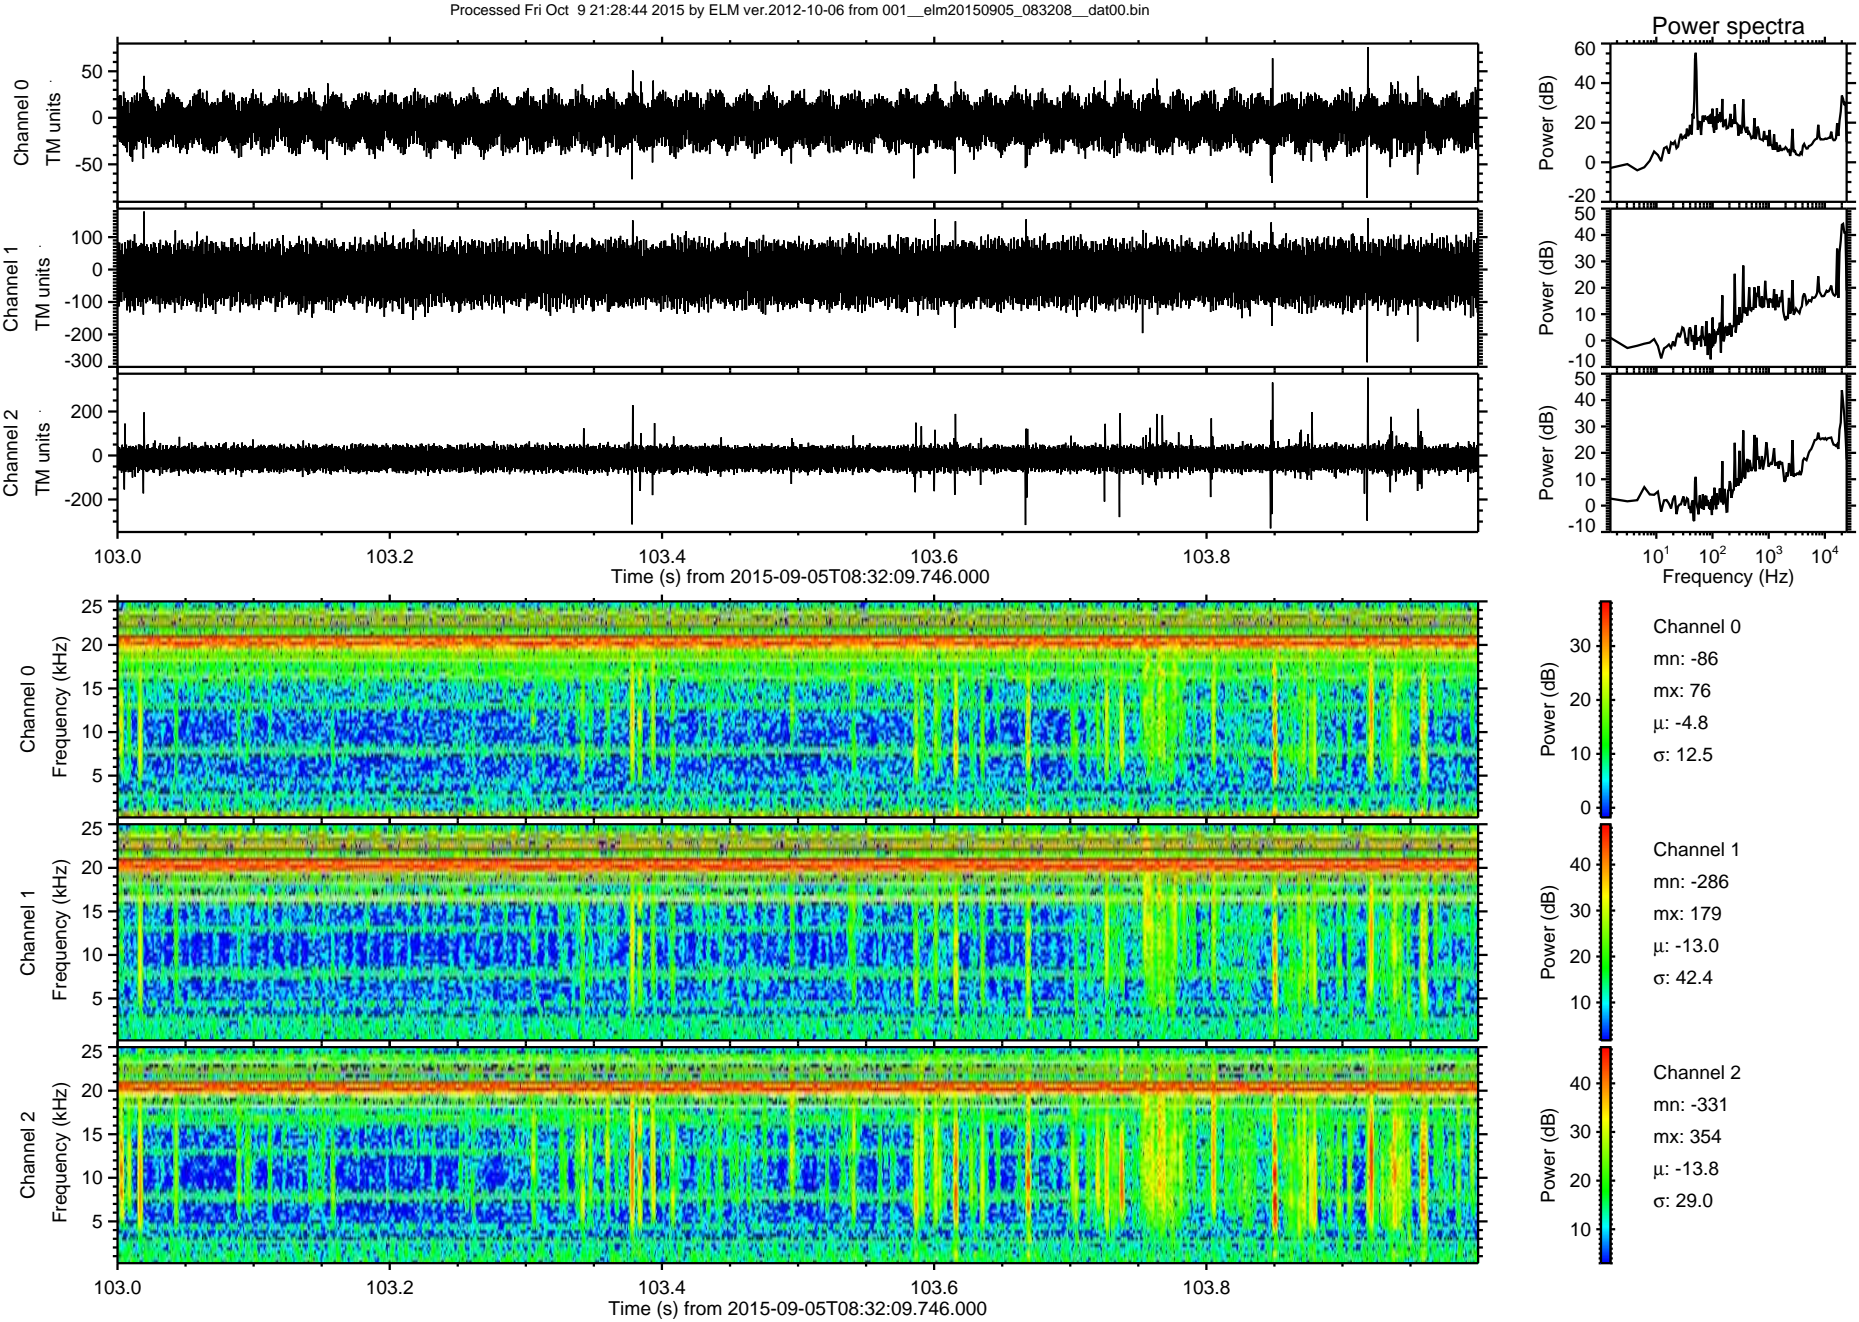 Processed Fri Oct  9 21:28:44 2015 by ELM ver.2012-10-06 from 001__elm20150905_083208__dat00.bin
Power spectra
Channel 0
TM units
50
0
-50
Power (dB)
60
40
20
0
-20
Channel 1
TM units
100
0
-100
-200
-300
Power (dB)
50
40
30
20
10
0
-10
Channel 2
TM units
200
0
-200
Power (dB)
50
40
30
20
10
0
-10
103.0 103.2 103.4 103.6 103.8
Time (s) from 2015-09-05T08:32:09.746.000
10^1 10^2 10^3 10^4
Frequency (Hz)
Channel 0
Frequency (kHz)
25
20
15
10
5
Power (dB)
30
20
10
0
Channel 0
mn: -86
mx: 76
μ: -4.8
σ: 12.5
Channel 1
Frequency (kHz)
25
20
15
10
5
Power (dB)
40
30
20
10
Channel 1
mn: -286
mx: 179
μ: -13.0
σ: 42.4
Channel 2
Frequency (kHz)
25
20
15
10
5
Power (dB)
40
30
20
10
Channel 2
mn: -331
mx: 354
μ: -13.8
σ: 29.0
103.0 103.2 103.4 103.6 103.8
Time (s) from 2015-09-05T08:32:09.746.000